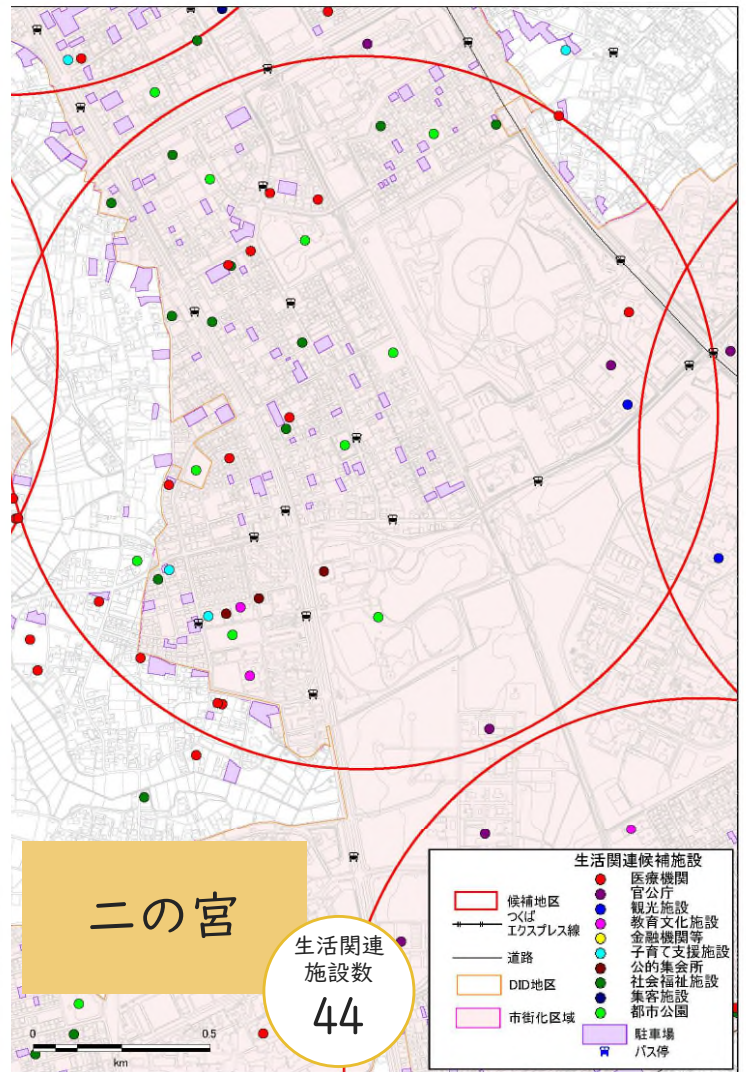 二の宮
生活関連
施設数
44
0
0.5
km
生活関連候補施設
候補地区
つくば
エクスプレス線
道路
DID地区
市街化区域
医療機関
官公庁
観光施設
教育文化施設
金融機関等
子育て支援施設
公的集会所
社会福祉施設
集客施設
都市公園
駐車場
バス停